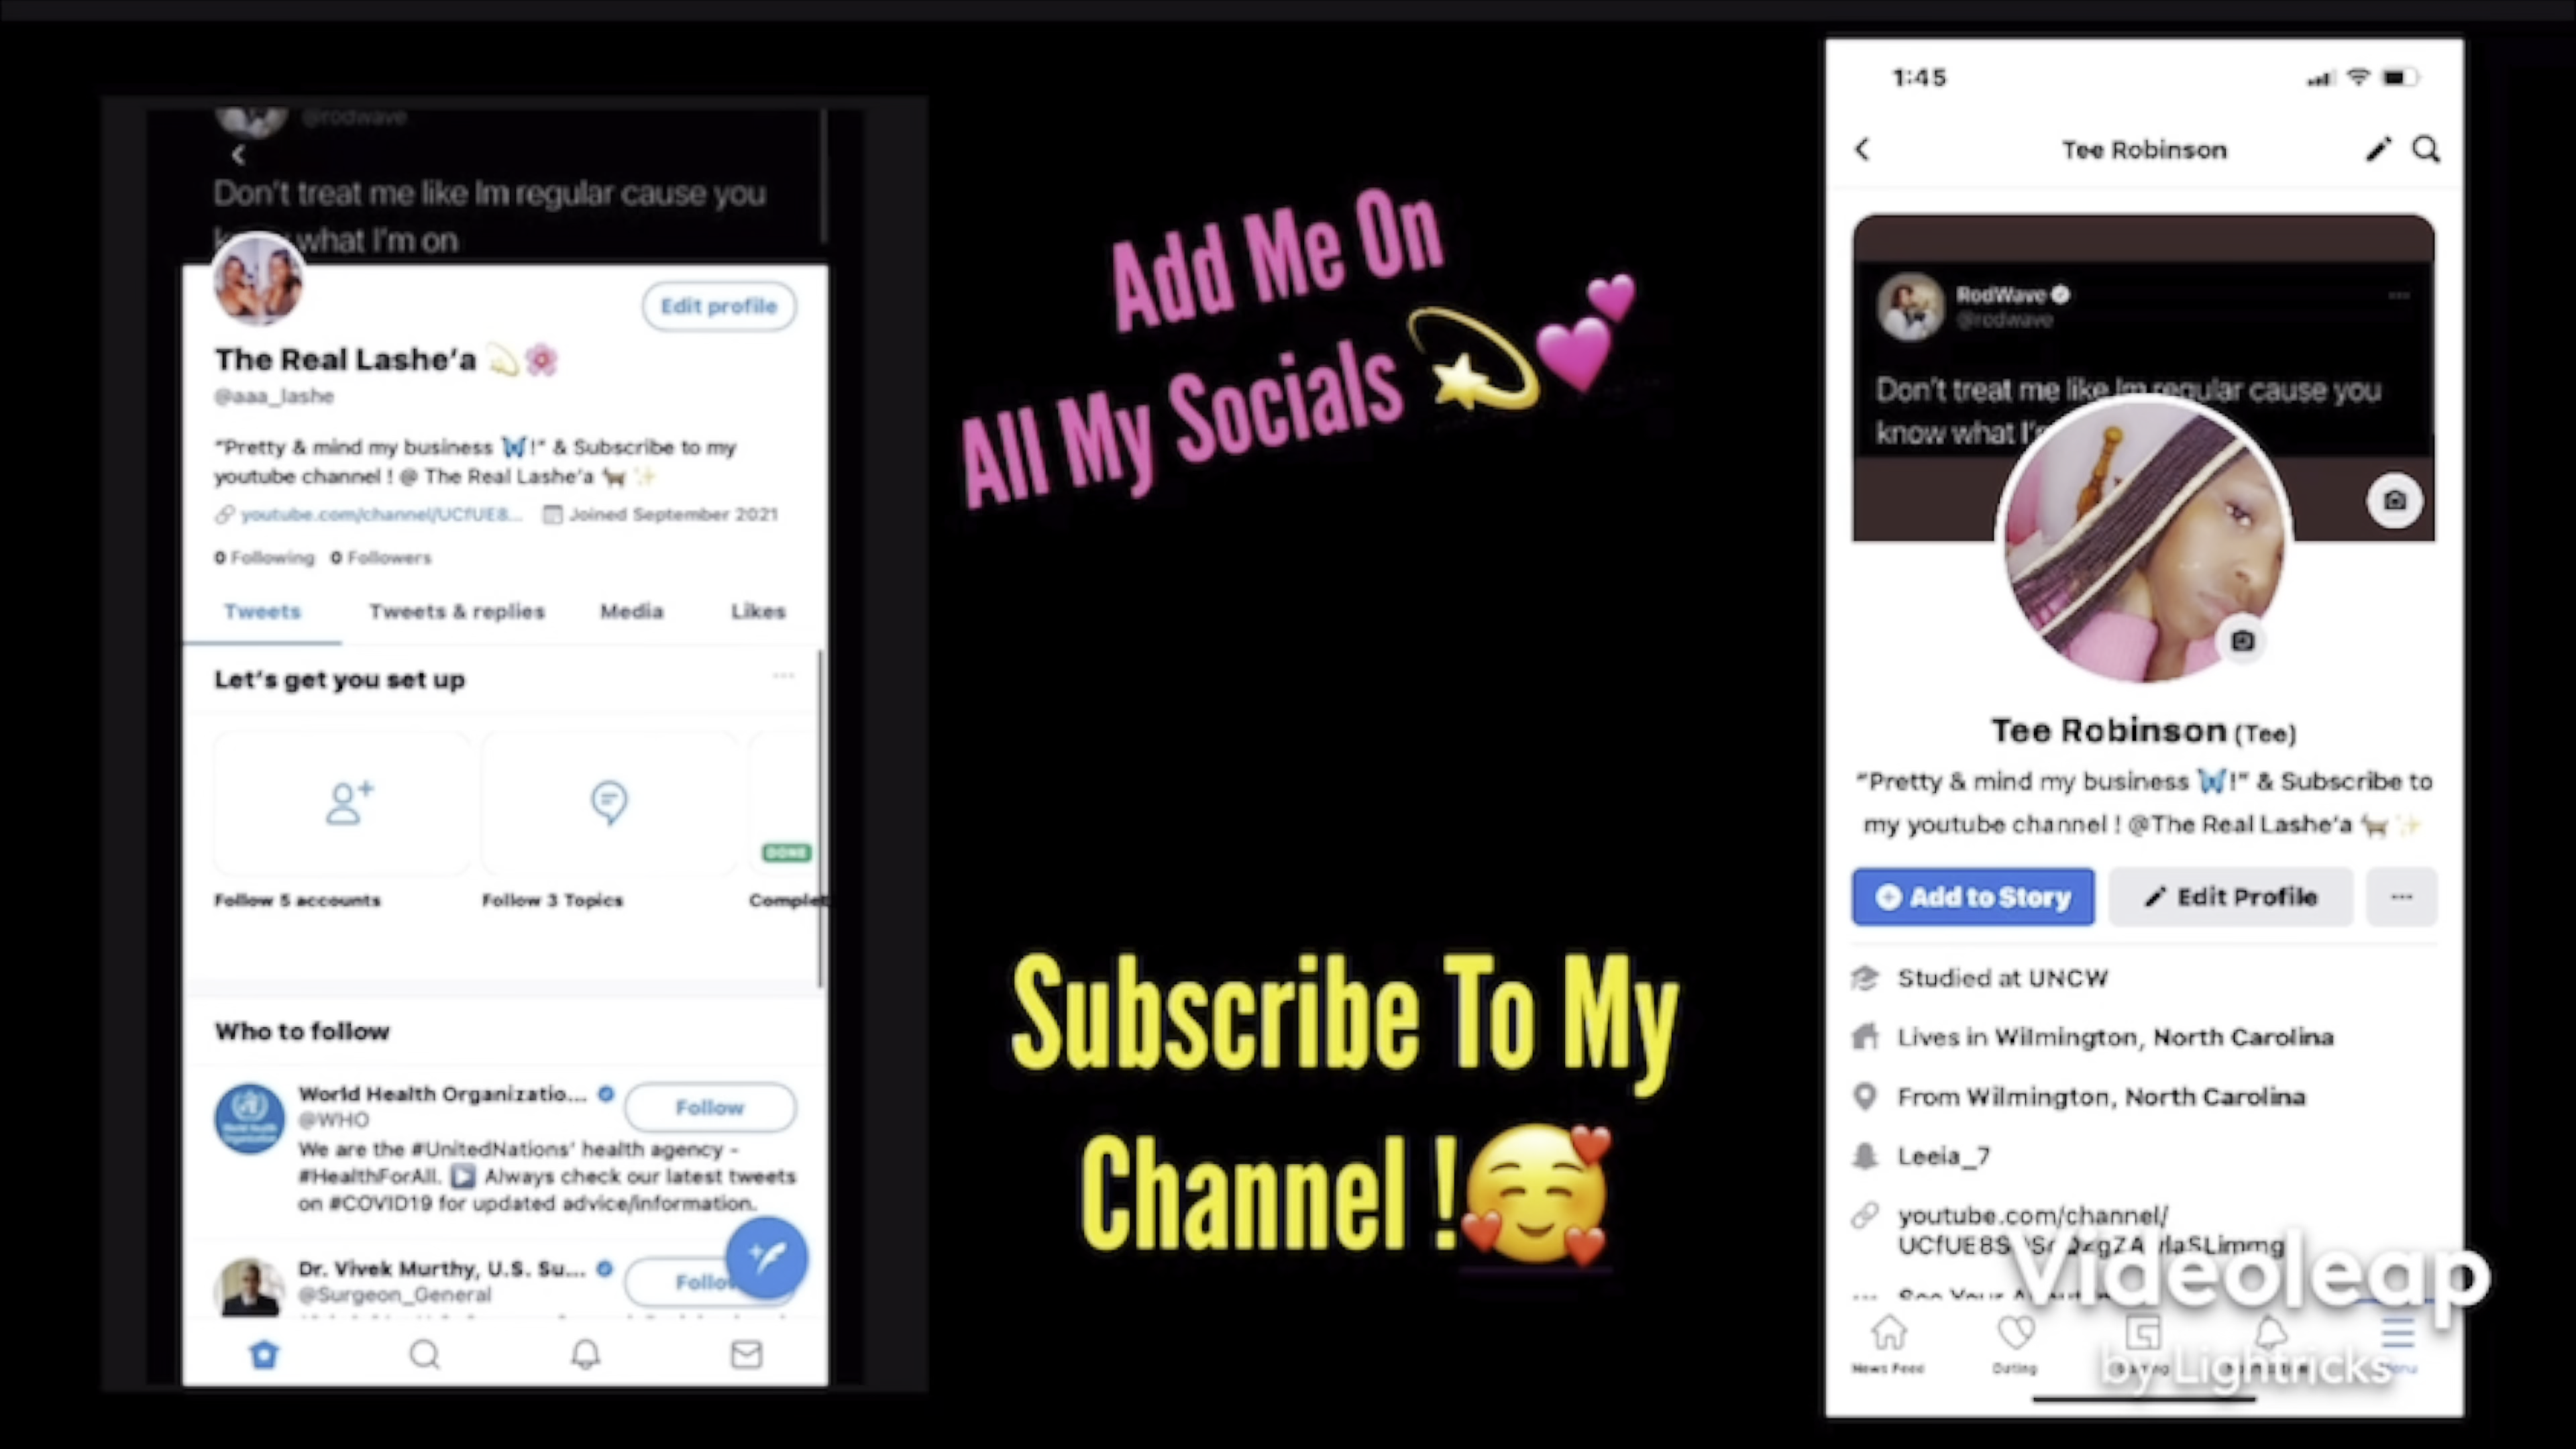 @rodwave
Don't treat me like Im regular cause you
what I'm on
Edit profile
The Real Lashe'a 💫🌸
@aaa_lashe
"Pretty & mind my business 🦋!" & Subscribe to my
youtube channel ! @ The Real Lashe'a 🐐✨
youtube.com/channel/UCfUE8... Joined September 2021
0 Following 0 Followers
Tweets Tweets & replies Media Likes
Let's get you set up
DONE
Follow 5 accounts Follow 3 Topics Complet
Who to follow
World Health Organizatio... Follow
@WHO
We are the #UnitedNations' health agency -
#HealthForAll. ▶ Always check our latest tweets
on #COVID19 for updated advice/information.
Dr. Vivek Murthy, U.S. Su...
@Surgeon_General
Add Me On
All My Socials 💫💕
Subscribe To My
Channel !🥰
1:45
Tee Robinson
RodWave
@rodwave
Don't treat me like Im regular cause you
know what
Tee Robinson (Tee)
"Pretty & mind my business 🦋!" & Subscribe to
my youtube channel ! @The Real Lashe'a 🐐✨
Add to Story Edit Profile
Studied at UNCW
Lives in Wilmington, North Carolina
From Wilmington, North Carolina
Leeia_7
youtube.com/channel/
See Your
News Feed Dating
Videoleap
by Lightricks